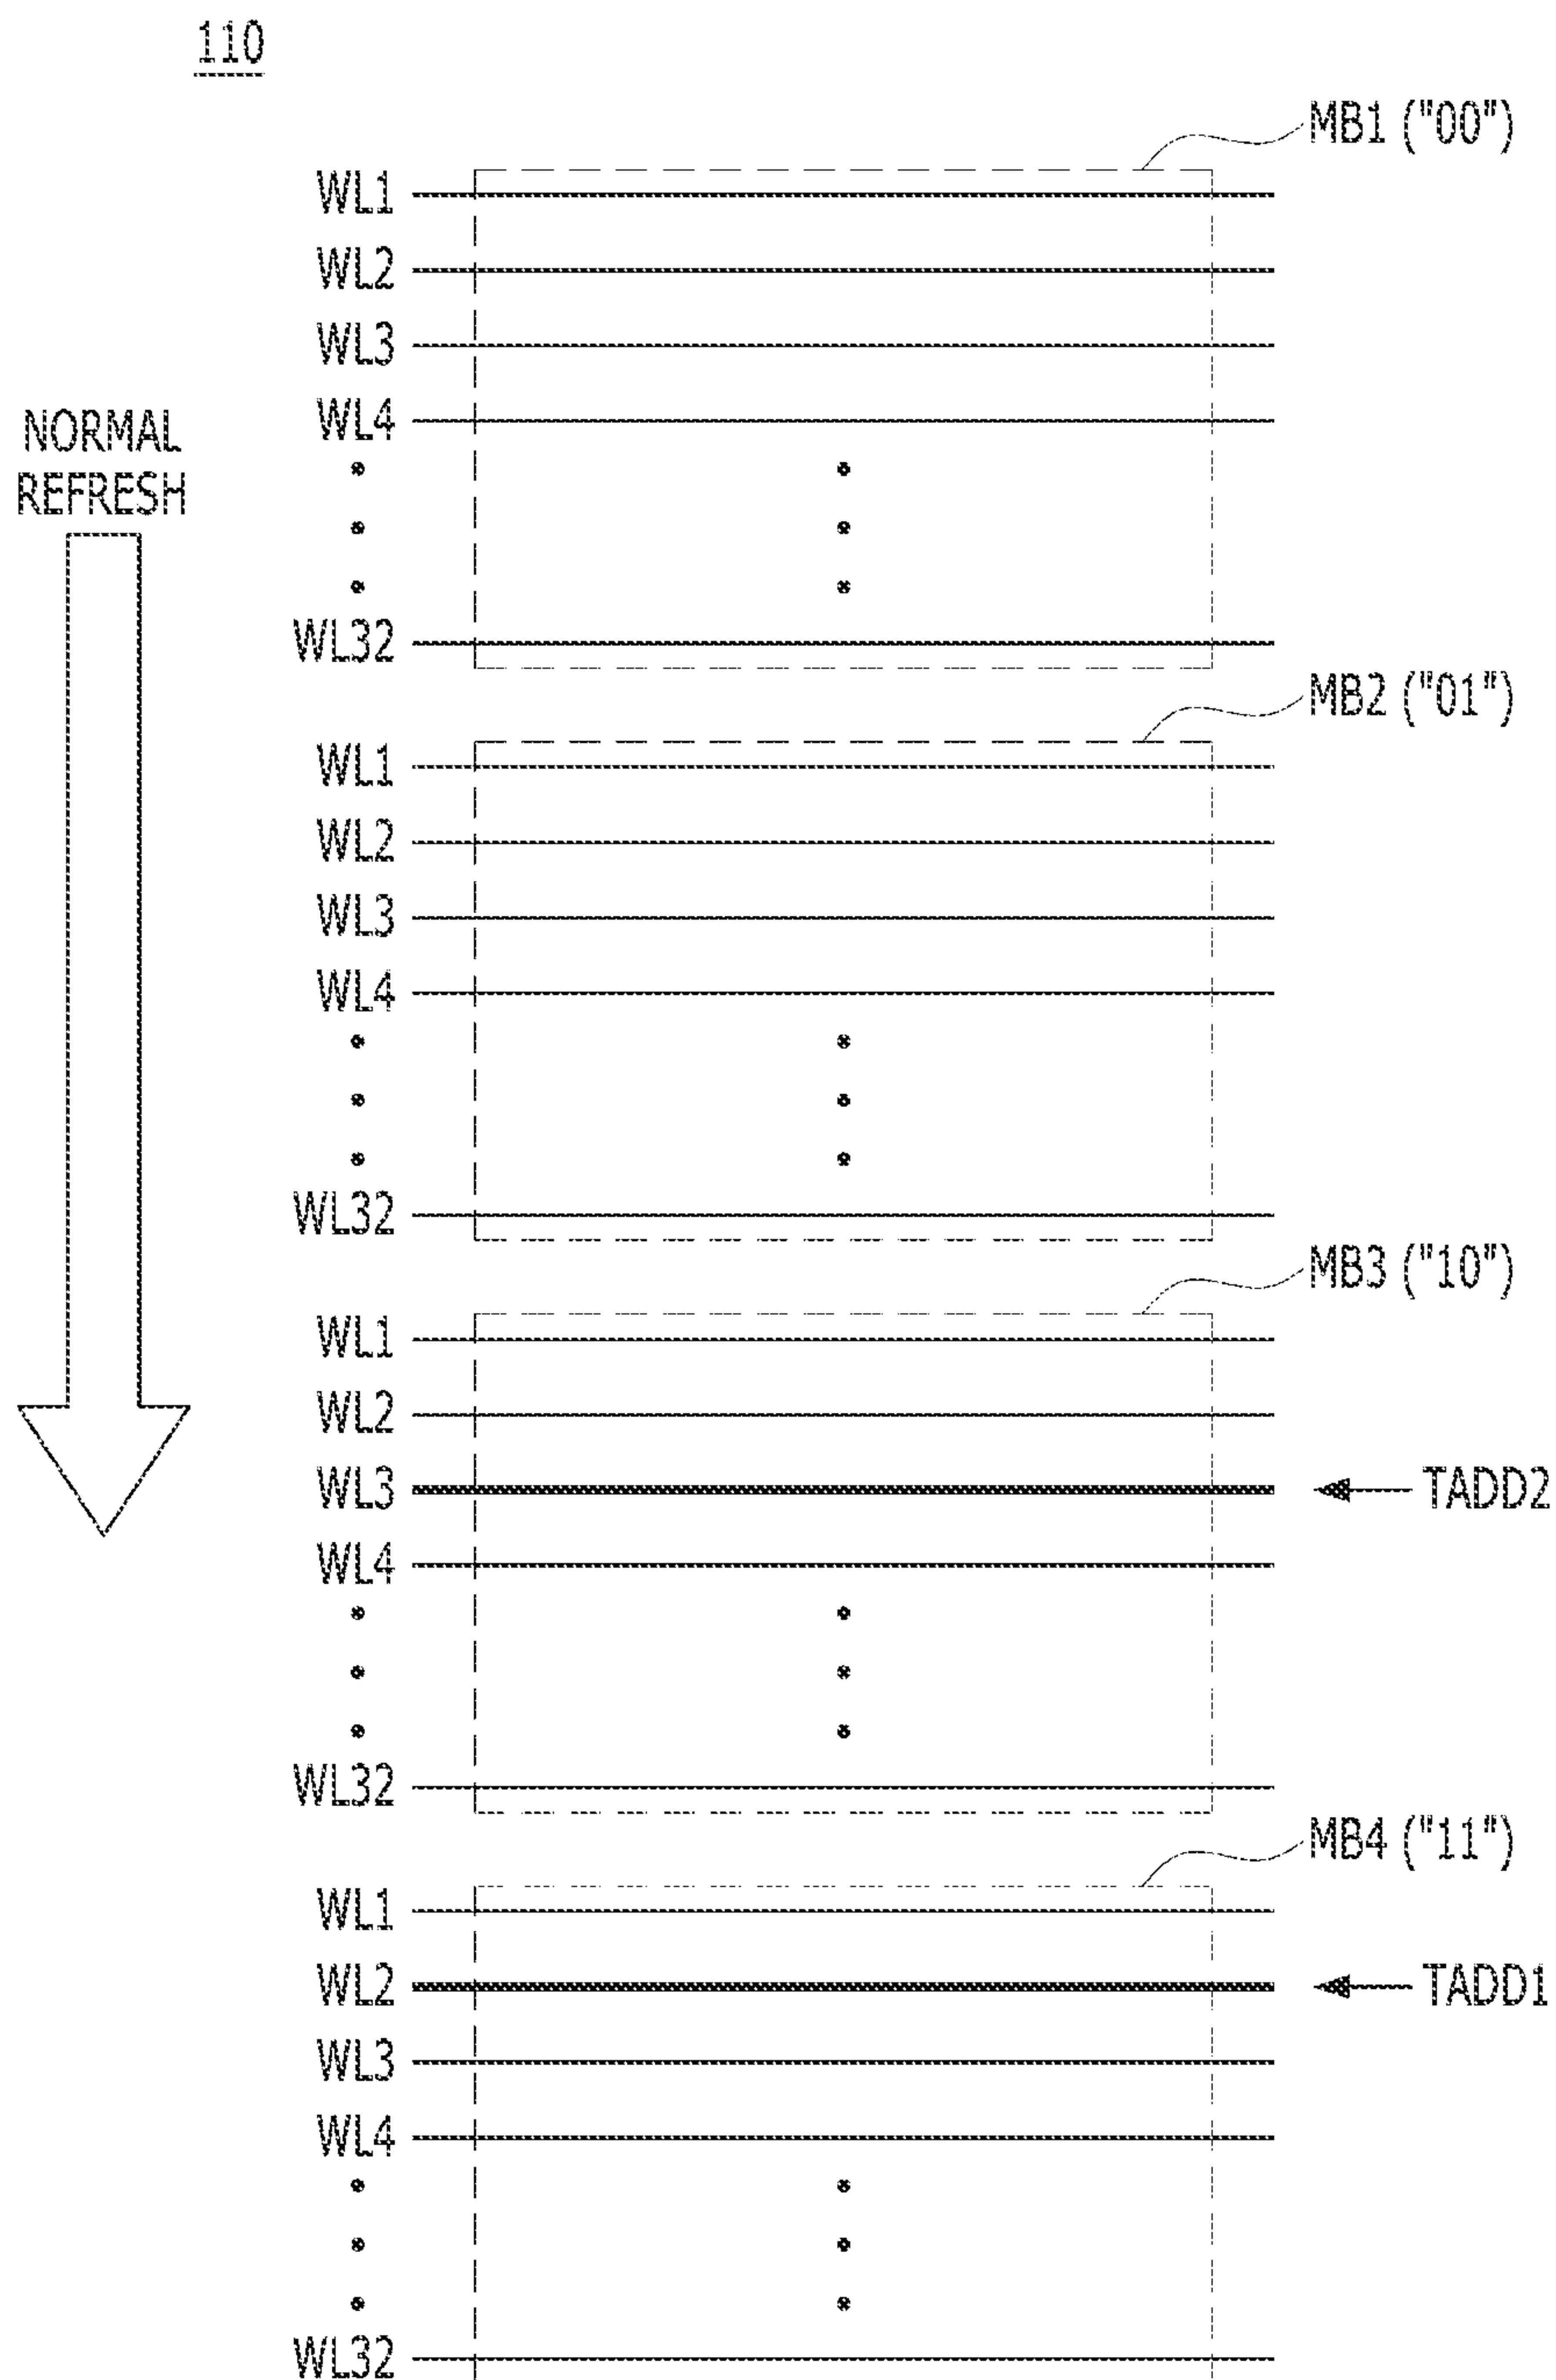 110
MB1 ("00")
WL1
WL2
WL3
WL4
WL32
NORMAL
REFRESH
MB2 ("01")
WL1
WL2
WL3
WL4
WL32
MB3 ("10")
WL1
WL2
WL3
TADD2
WL4
WL32
MB4 ("11")
WL1
WL2
TADD1
WL3
WL4
WL32